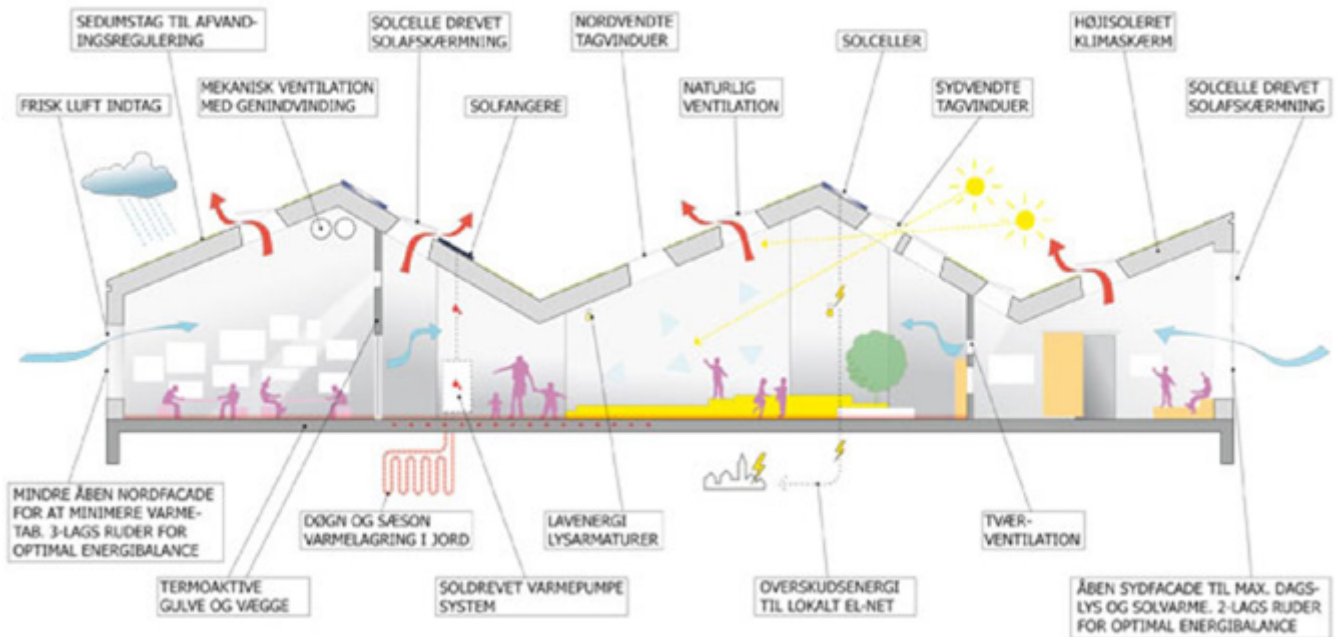 SEDUMSTAG TIL AFVAND-
INGSREGULERING
SOLCELLE DREVET
SOLAFSKÆRMNING
NORDVENDTE
TAGVINDUER
SOLCELLER
HØJISOLERET
KLIMASKÆRM
FRISK LUFT INDTAG
MEKANISK VENTILATION
MED GENINDVINDING
SOLFANGERE
NATURLIG
VENTILATION
SYDVENDTE
TAGVINDUER
SOLCELLE DREVET
SOLAFSKÆRMNING
MINDRE ÅBEN NORDFACADE
FOR AT MINIMERE VARME-
TAB. 3-LAGS RUDER FOR
OPTIMAL ENERGIBALANCE
DØGN OG SÆSON
VARMELAGRING I JORD
LAVENERGI
LYSARMATURER
TVÆR-
VENTILATION
TERMOAKTIVE
GULVE OG VÆGGE
SOLDREVET VARMEPUMPE
SYSTEM
OVERSKUDSENERGI
TIL LOKALT EL-NET
ÅBEN SYDFACADE TIL MAX. DAGS-
LYS OG SOLVARME. 2-LAGS RUDER
FOR OPTIMAL ENERGIBALANCE